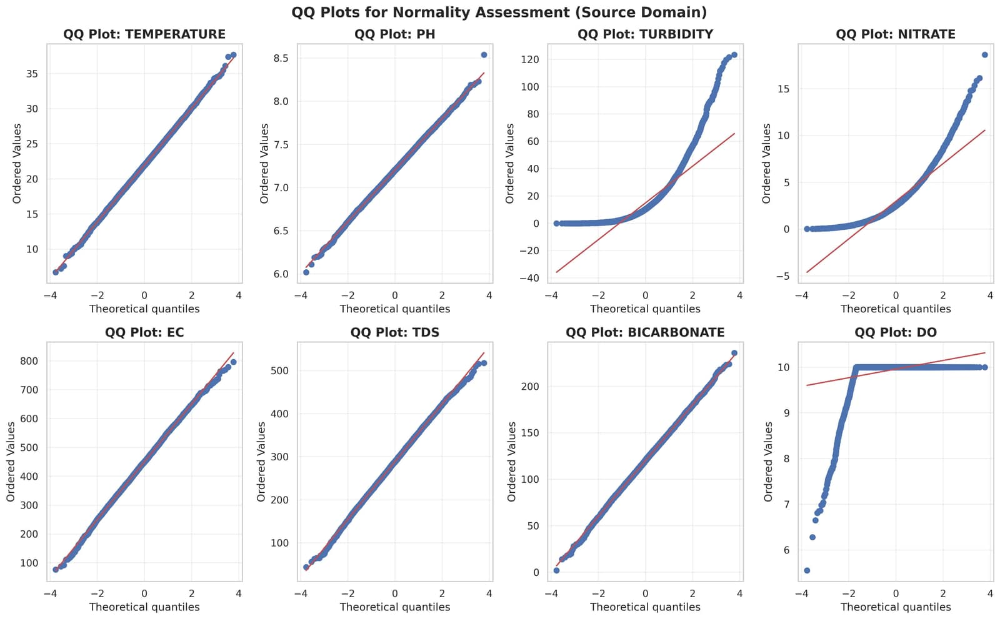 QQ Plots for Normality Assessment (Source Domain)
QQ Plot: TEMPERATURE
QQ Plot: PH
QQ Plot: TURBIDITY
QQ Plot: NITRATE
Ordered Values
35
30
25
20
15
10
−4 −2 0 2 4
Theoretical quantiles
Ordered Values
8.5
8.0
7.5
7.0
6.5
6.0
−4 −2 0 2 4
Theoretical quantiles
Ordered Values
120
100
80
60
40
20
0
−20
−40
−4 −2 0 2 4
Theoretical quantiles
Ordered Values
15
10
5
0
−5
−4 −2 0 2 4
Theoretical quantiles
QQ Plot: EC
QQ Plot: TDS
QQ Plot: BICARBONATE
QQ Plot: DO
Ordered Values
800
700
600
500
400
300
200
100
−4 −2 0 2 4
Theoretical quantiles
Ordered Values
500
400
300
200
100
−4 −2 0 2 4
Theoretical quantiles
Ordered Values
200
150
100
50
0
−4 −2 0 2 4
Theoretical quantiles
Ordered Values
10
9
8
7
6
−4 −2 0 2 4
Theoretical quantiles